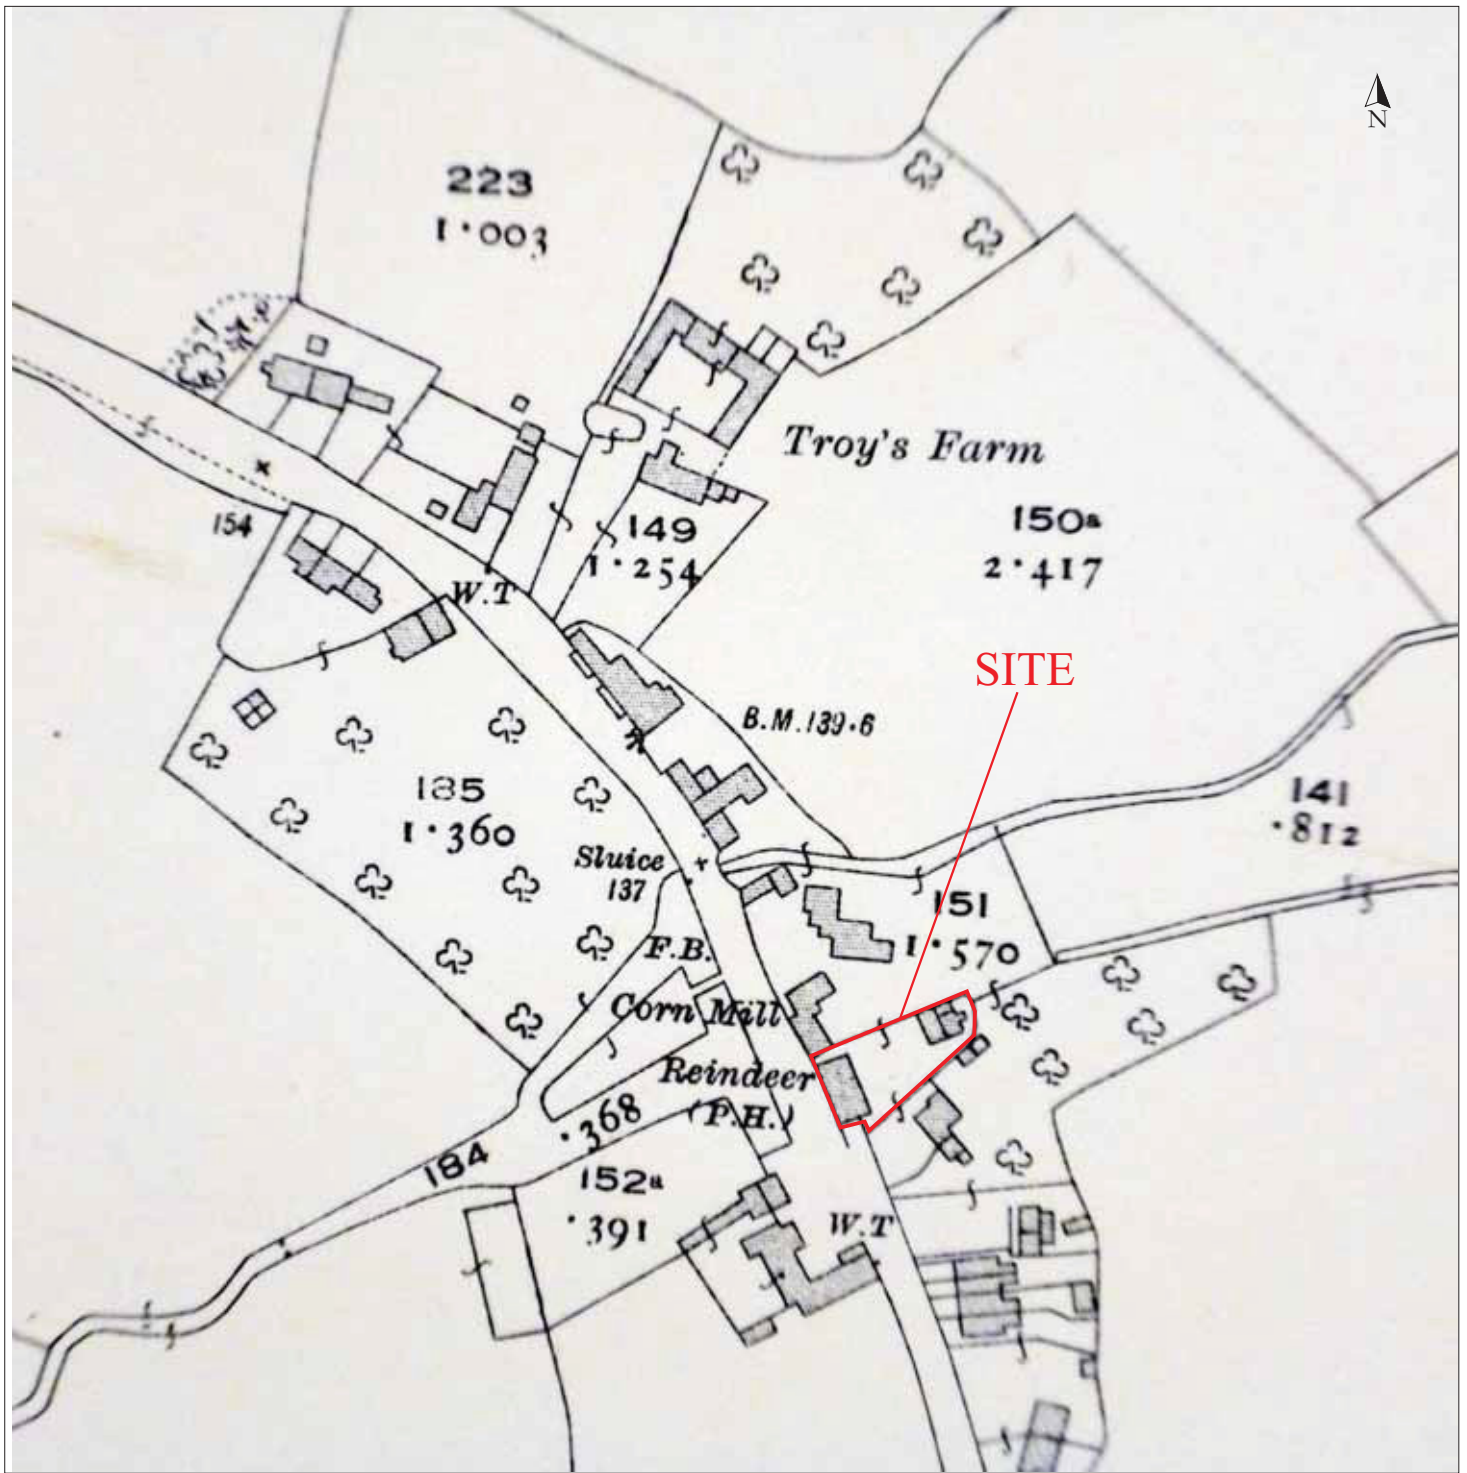 N
223
1·003
Troy's Farm
154
149
1·254
150a
2·417
W.T
SITE
B.M.139·6
185
1·360
141
·812
Sluice
137
151
1·570
F.B.
Corn Mill
Reindeer
(P.H.)
·368
184
152a
·391
W.T